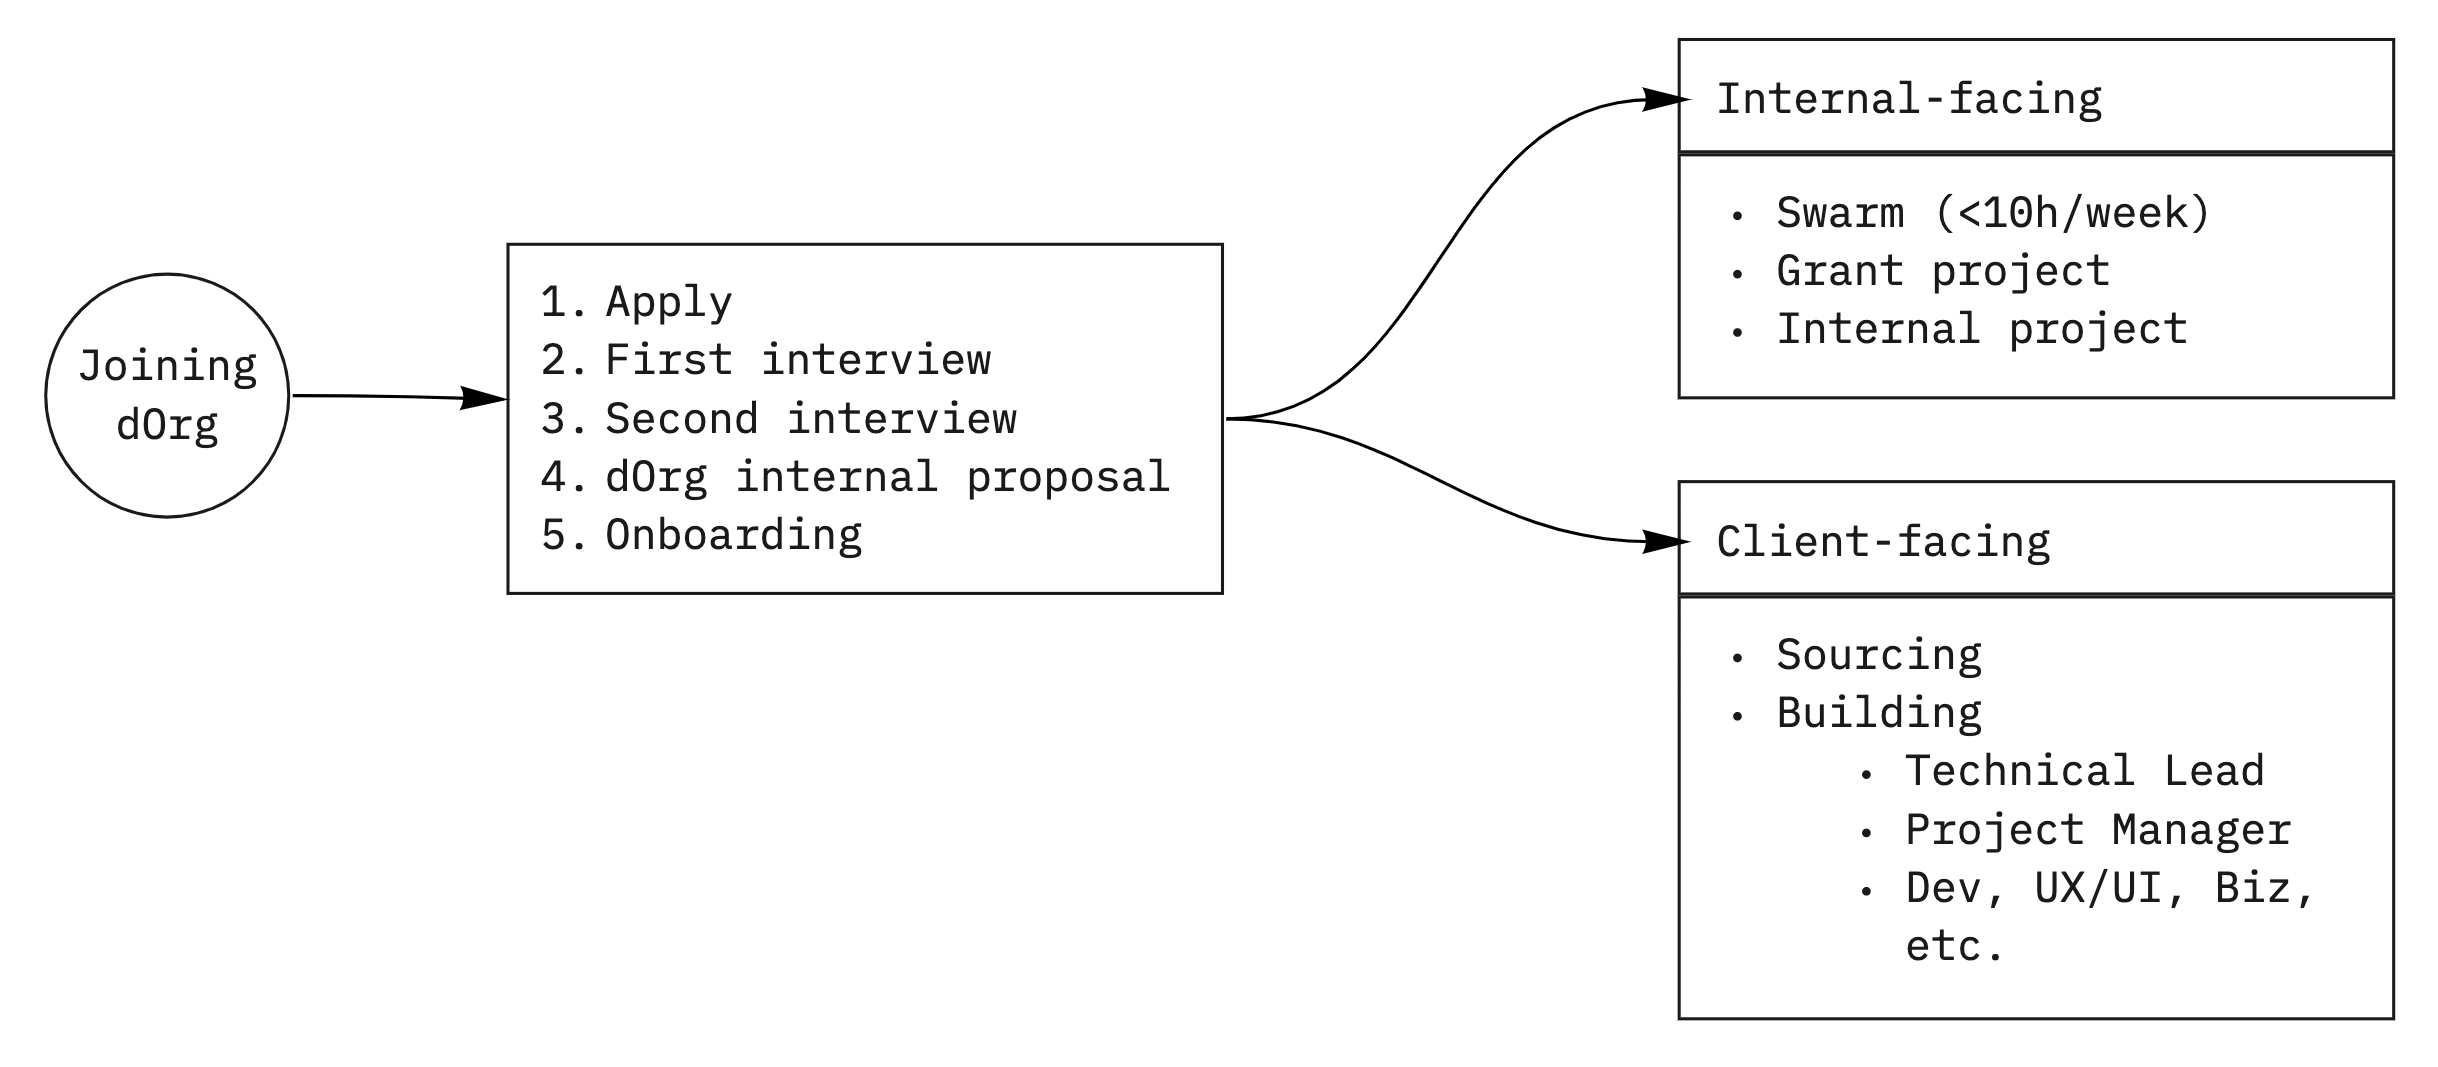 Joining
dOrg
1. Apply
2. First interview
3. Second interview
4. dOrg internal proposal
5. Onboarding
Internal-facing
• Swarm (<10h/week)
• Grant project
• Internal project
Client-facing
• Sourcing
• Building
• Technical Lead
• Project Manager
• Dev, UX/UI, Biz,
etc.